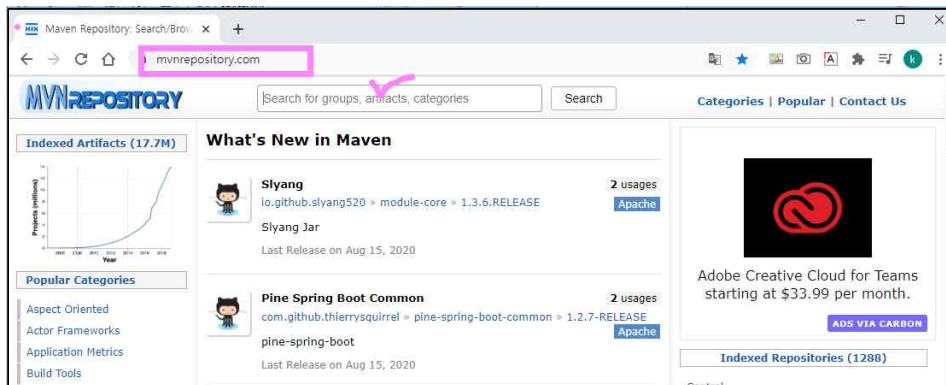 Maven Repository: Search/Brow
mvnrepository.com
MVNREPOSITORY
Search for groups, artifacts, categories
Search
Categories | Popular | Contact Us
Indexed Artifacts (17.7M)
Projects (millions)
Year
Popular Categories
Aspect Oriented
Actor Frameworks
Application Metrics
Build Tools
What's New in Maven
Slyang
2 usages
io.github.slyang520 » module-core » 1.3.6.RELEASE
Apache
Slyang Jar
Last Release on Aug 15, 2020
Pine Spring Boot Common
2 usages
com.github.thierrysquirrel » pine-spring-boot-common » 1.2.7-RELEASE
Apache
pine-spring-boot
Last Release on Aug 15, 2020
Adobe Creative Cloud for Teams
starting at $33.99 per month.
ADS VIA CARBON
Indexed Repositories (1288)